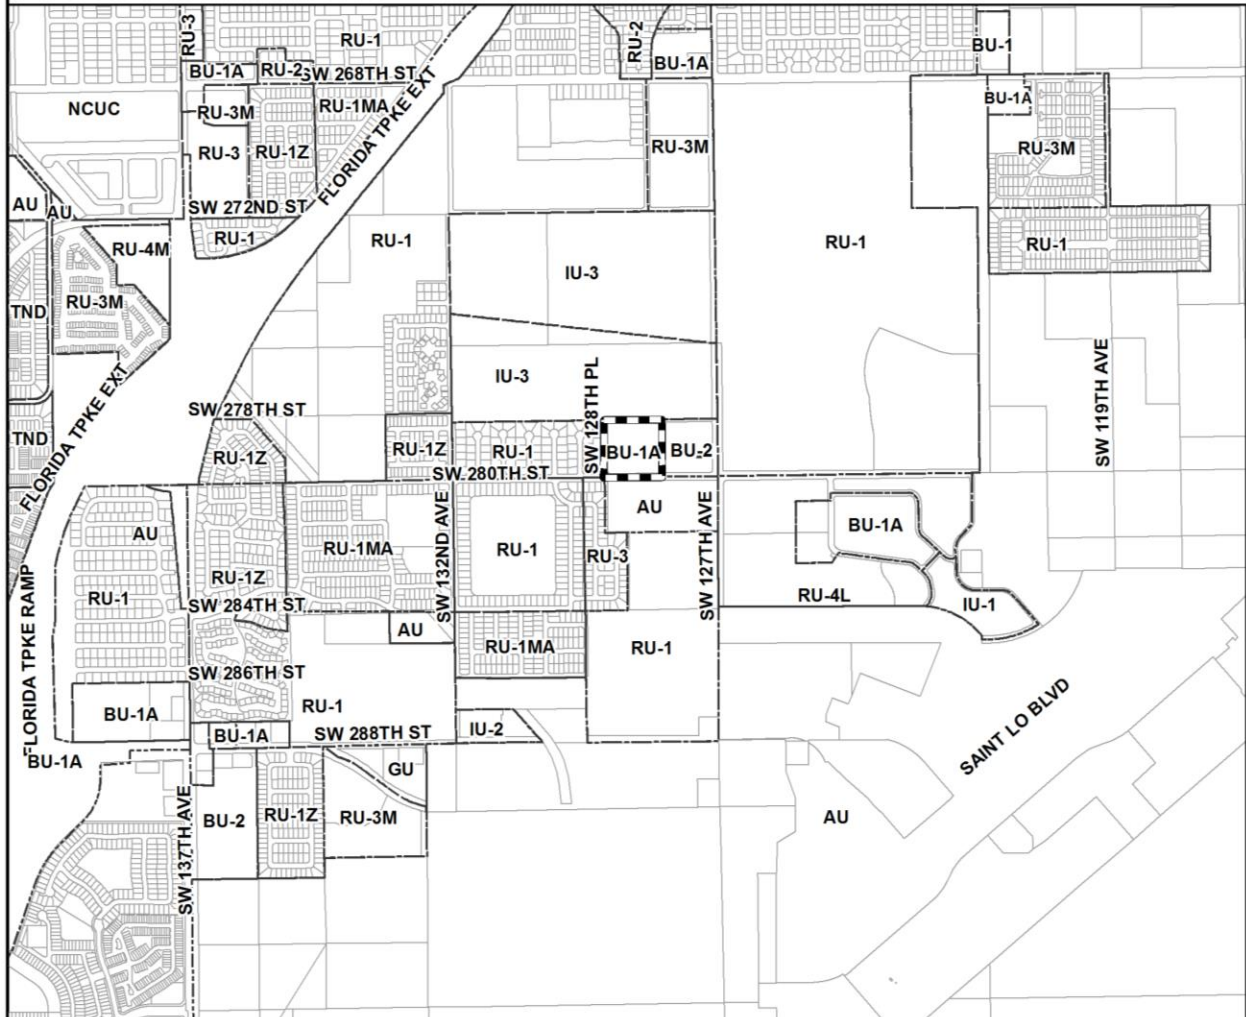 RU-3
RU-1
RU-2
BU-1
BU-1A
RU-2
SW 268TH ST
BU-1A
NCUC
RU-3M
RU-1MA
FLORIDA TPKE EXT
BU-1A
RU-3
RU-1Z
RU-3M
RU-3M
AU
AU
SW 272ND ST
RU-1
RU-4M
RU-1
RU-1
RU-1
IU-3
RU-3M
TND
IU-3
SW 128TH PL
SW 119TH AVE
FLORIDA TPKE EXT
SW 278TH ST
TND
RU-1Z
RU-1Z
RU-1
BU-1A
BU-2
SW 280TH ST
AU
RU-1MA
SW 132ND AVE
RU-1
AU
SW 127TH AVE
BU-1A
RU-3
RU-1Z
RU-1
SW 284TH ST
RU-4L
IU-1
FLORIDA TPKE RAMP
AU
RU-1MA
RU-1
SW 286TH ST
RU-1
BU-1A
BU-1A
SW 288TH ST
IU-2
SAINT LO BLVD
BU-1A
GU
SW 137TH AVE
BU-2
RU-1Z
RU-3M
AU